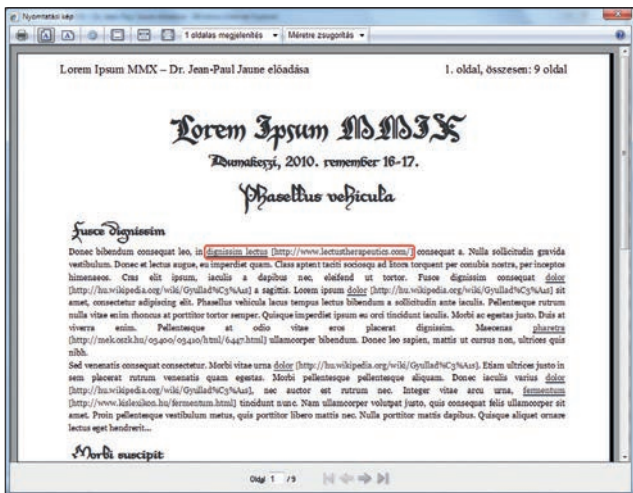 Nyomtatási kép
1 oldalas megjelenítés Méretre zsugorítás
Lorem Ipsum MMX – Dr. Jean-Paul Jaune előadása 1. oldal, összesen: 9 oldal
Lorem Ipsum MMIX
Dunakeszi, 2010. remember 16-17.
Phasellus vehicula
Fusce dignissim
Donec bibendum consequat leo, in dignissim lectus [http://www.lectustherapeutics.com/] consequat a. Nulla sollicitudin gravida
vestibulum. Donec et lectus augue, eu imperdiet quam. Class aptent taciti sociosqu ad litora torquent per conubia nostra, per inceptos
himenaeos. Cras elit ipsum, iaculis a dapibus nec, eleifend ut tortor. Fusce dignissim consequat dolor
[http://hu.wikipedia.org/wiki/Gyullad%C3%A1s] a sagittis. Lorem ipsum dolor [http://hu.wikipedia.org/wiki/Gyullad%C3%A1s] sit
amet, consectetur adipiscing elit. Phasellus vehicula lacus tempus lectus bibendum a sollicitudin ante iaculis. Pellentesque rutrum
nulla vitae enim rhoncus at porttitor tortor semper. Quisque imperdiet ipsum eu orci tincidunt iaculis. Morbi ac egestas justo. Duis at
viverra enim. Pellentesque at odio vitae eros placerat dignissim. Maecenas pharetra
[http://mek.oszk.hu/03400/03410/html/6447.html] ullamcorper bibendum. Donec leo sapien, mattis ut cursus non, ultrices quis
nibh.
Sed venenatis consequat consectetur. Morbi vitae urna dolor [http://hu.wikipedia.org/wiki/Gyullad%C3%A1s]. Etiam ultrices justo in
sem placerat rutrum venenatis quam egestas. Morbi pellentesque pellentesque aliquam. Donec iaculis varius dolor
[http://hu.wikipedia.org/wiki/Gyullad%C3%A1s], nec auctor est rutrum nec. Integer vitae arcu urna, fermentum
[http://www.kislexikon.hu/fermentum.html] tincidunt nunc. Nam ullamcorper volutpat justo, quis consequat felis ullamcorper sit
amet. Proin pellentesque vestibulum metus, quis porttitor libero mattis nec. Nulla porttitor mattis dapibus. Quisque aliquet ornare
lectus eget hendrerit...
Morbi suscipit
Oldal 1 / 9